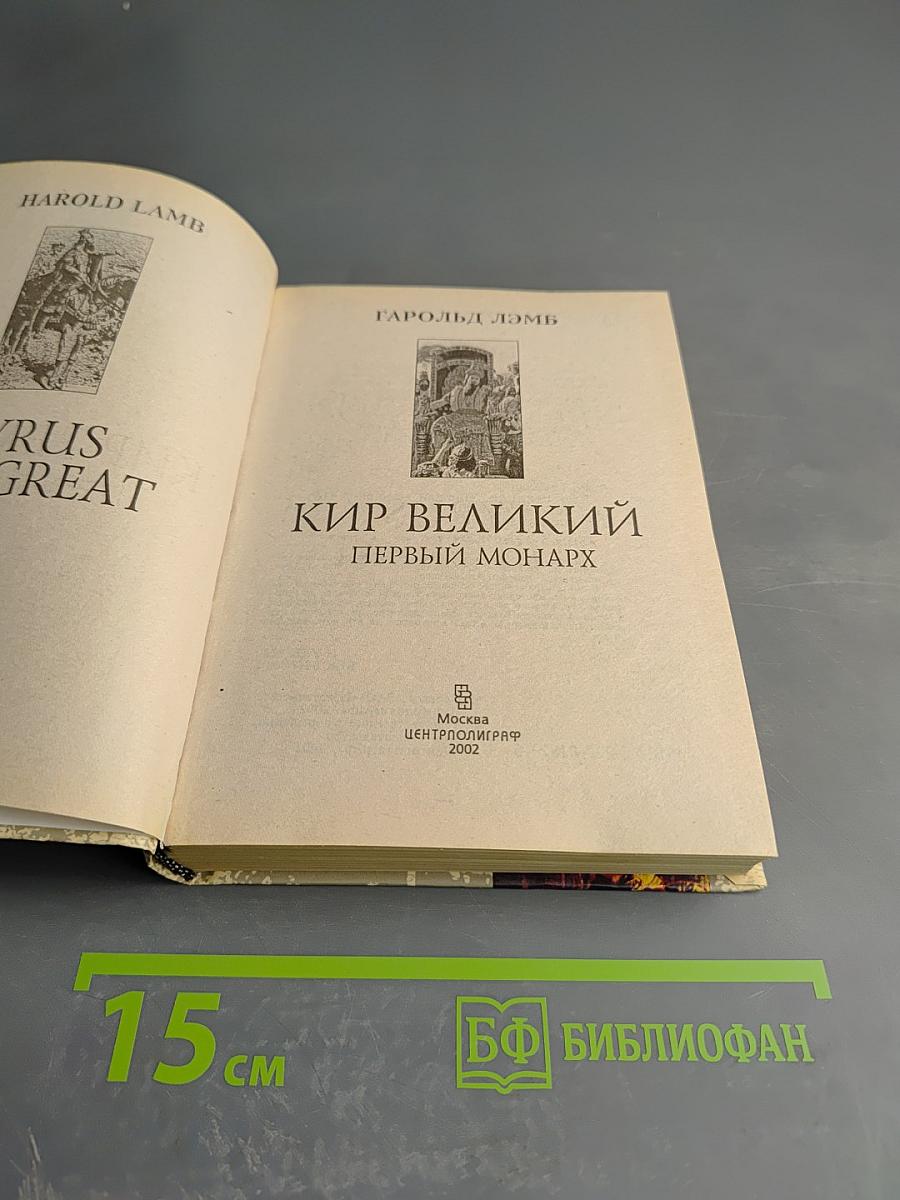 HAROLD LAMB
YRUS
GREAT
ГАРОЛЬД ЛЭМБ
КИР ВЕЛИКИЙ
ПЕРВЫЙ МОНАРХ
Москва
ЦЕНТРПОЛИГРАФ
2002
15 см
БФ БИБЛИОФАН